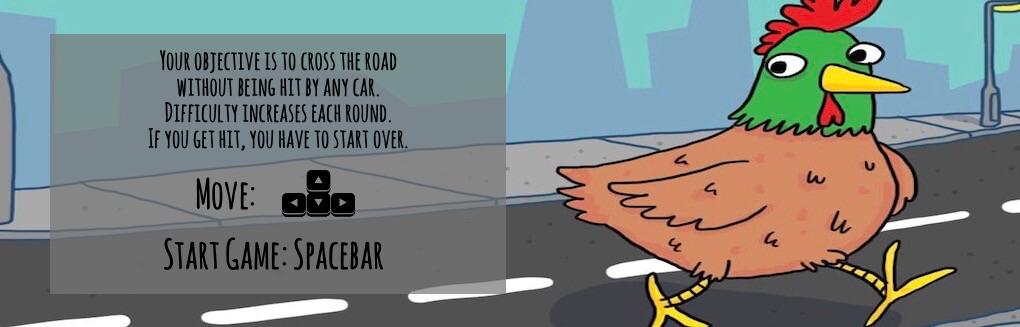 Your objective is to cross the road
without being hit by any car.
Difficulty increases each round.
If you get hit, you have to start over.
Move:
Start Game: Spacebar